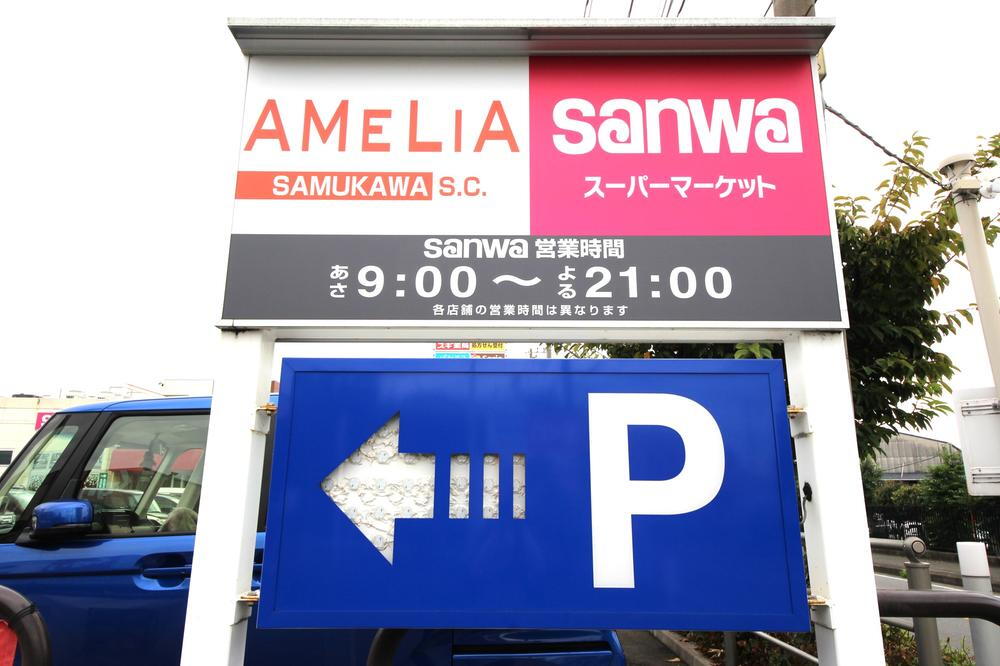 AMELIA
SAMUKAWA S.C.
sanwa
スーパーマーケット
sanwa 営業時間
あさ 9:00～よる 21:00
各店舗の営業時間は異なります
P